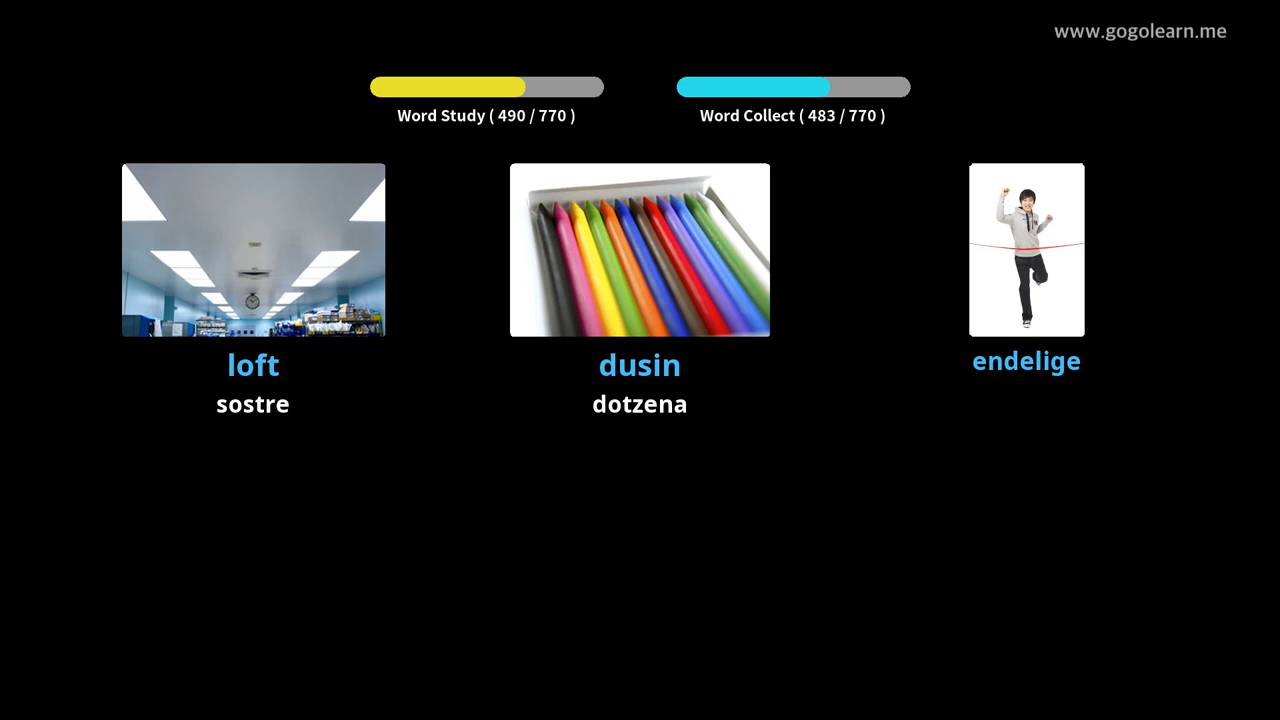 www.gogolearn.me
Word Study ( 490 / 770 )
Word Collect ( 483 / 770 )
loft
sostre
dusin
dotzena
endelige